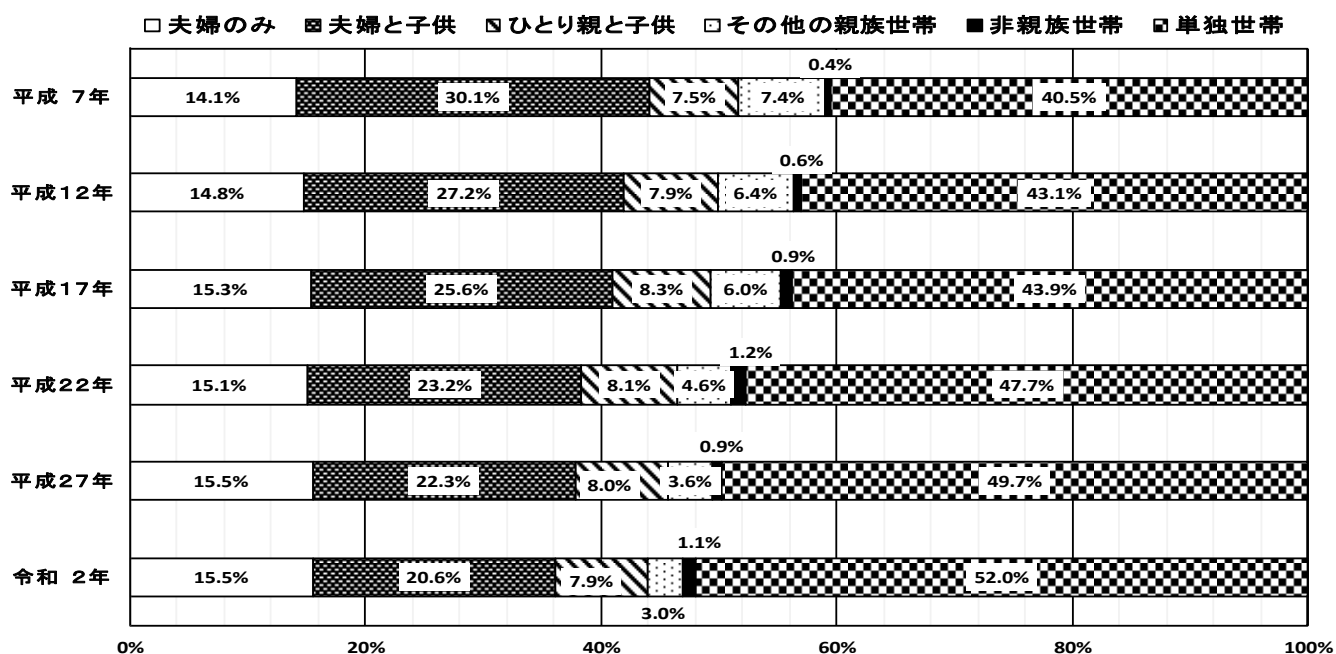 夫婦のみ 夫婦と子供 ひとり親と子供 その他の親族世帯 非親族世帯 単独世帯
0.4%
平成 7年 14.1% 30.1% 7.5% 7.4% 40.5%
0.6%
平成12年 14.8% 27.2% 7.9% 6.4% 43.1%
0.9%
平成17年 15.3% 25.6% 8.3% 6.0% 43.9%
1.2%
平成22年 15.1% 23.2% 8.1% 4.6% 47.7%
0.9%
平成27年 15.5% 22.3% 8.0% 3.6% 49.7%
1.1%
令和 2年 15.5% 20.6% 7.9% 52.0%
3.0%
0% 20% 40% 60% 80% 100%